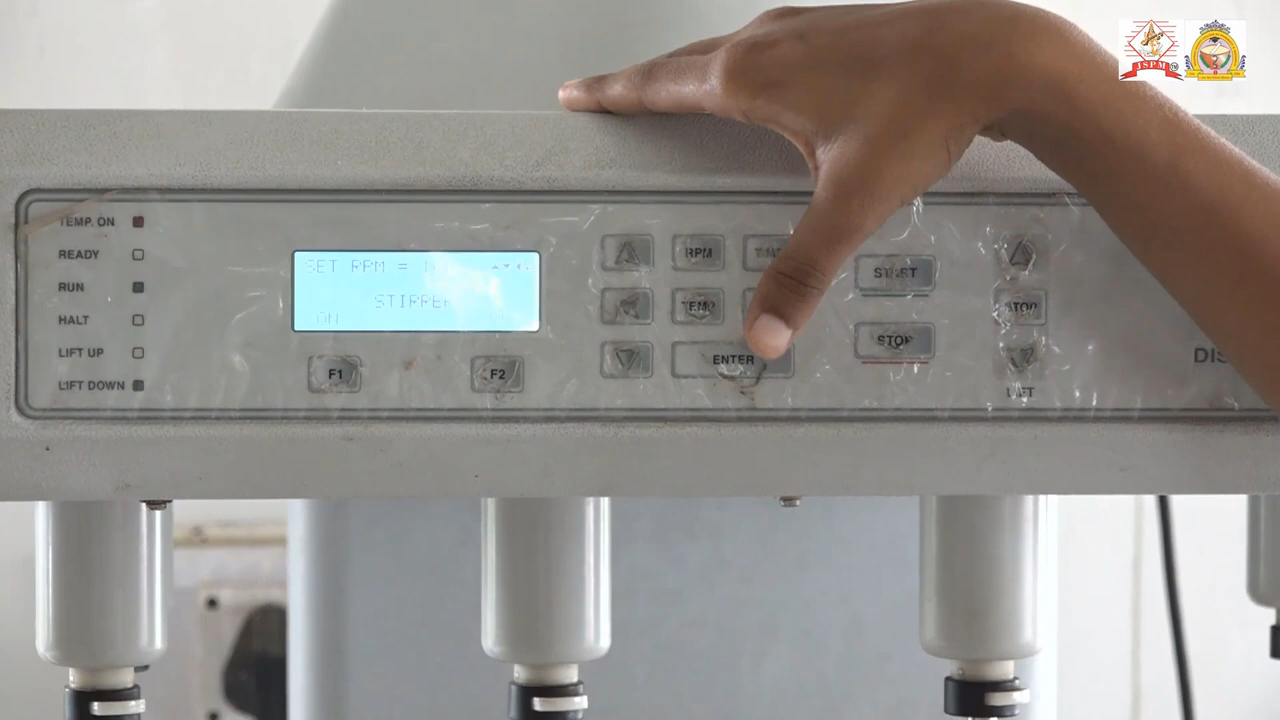 JSPM
TEMP. ON
READY
RUN
HALT
LIFT UP
LIFT DOWN
SET RPM =
STIRRER
ON
F1
F2
RPM
TEMP
ENTER
START
STOP
STOP
LIFT